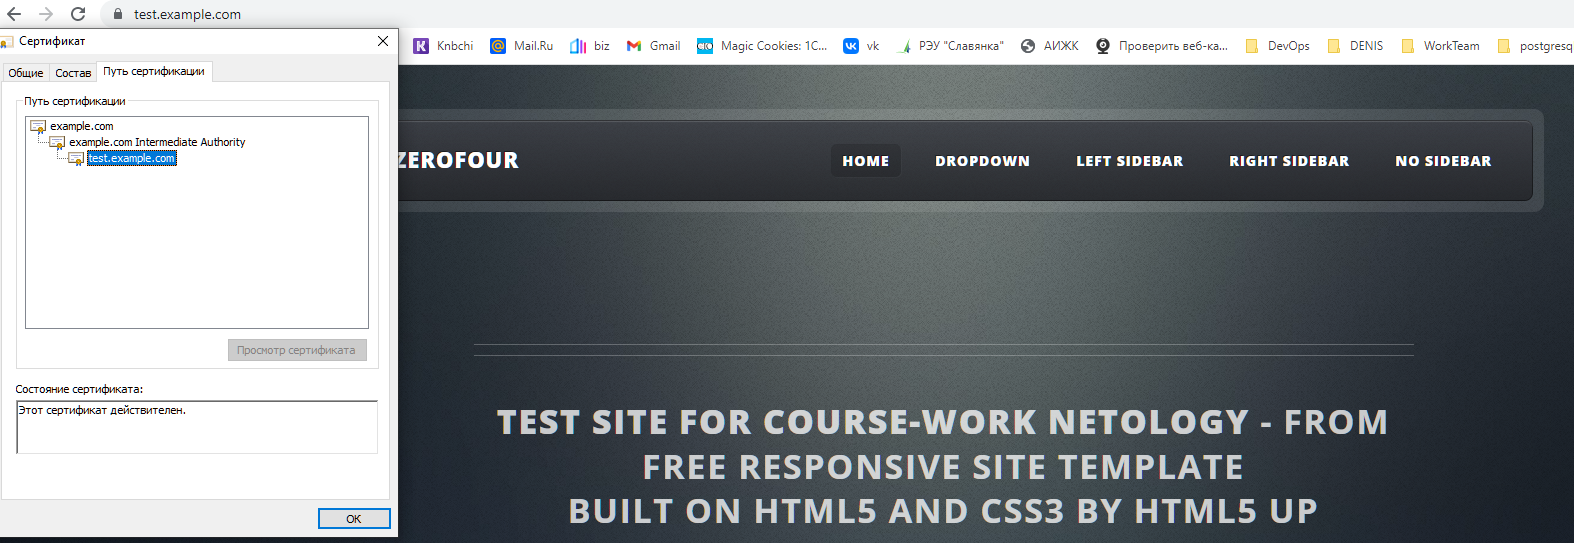 test.example.com
Сертификат
Knbchi Mail.Ru biz Gmail Magic Cookies: 1C... vk РЭУ "Славянка" АИЖК Проверить веб-ка... DevOps DENIS WorkTeam postgresq
Общие Состав Путь сертификации
Путь сертификации
example.com
example.com Intermediate Authority
test.example.com
Просмотр сертификата
Состояние сертификата:
Этот сертификат действителен.
OK
ZEROFOUR HOME DROPDOWN LEFT SIDEBAR RIGHT SIDEBAR NO SIDEBAR
TEST SITE FOR COURSE-WORK NETOLOGY - FROM
FREE RESPONSIVE SITE TEMPLATE
BUILT ON HTML5 AND CSS3 BY HTML5 UP